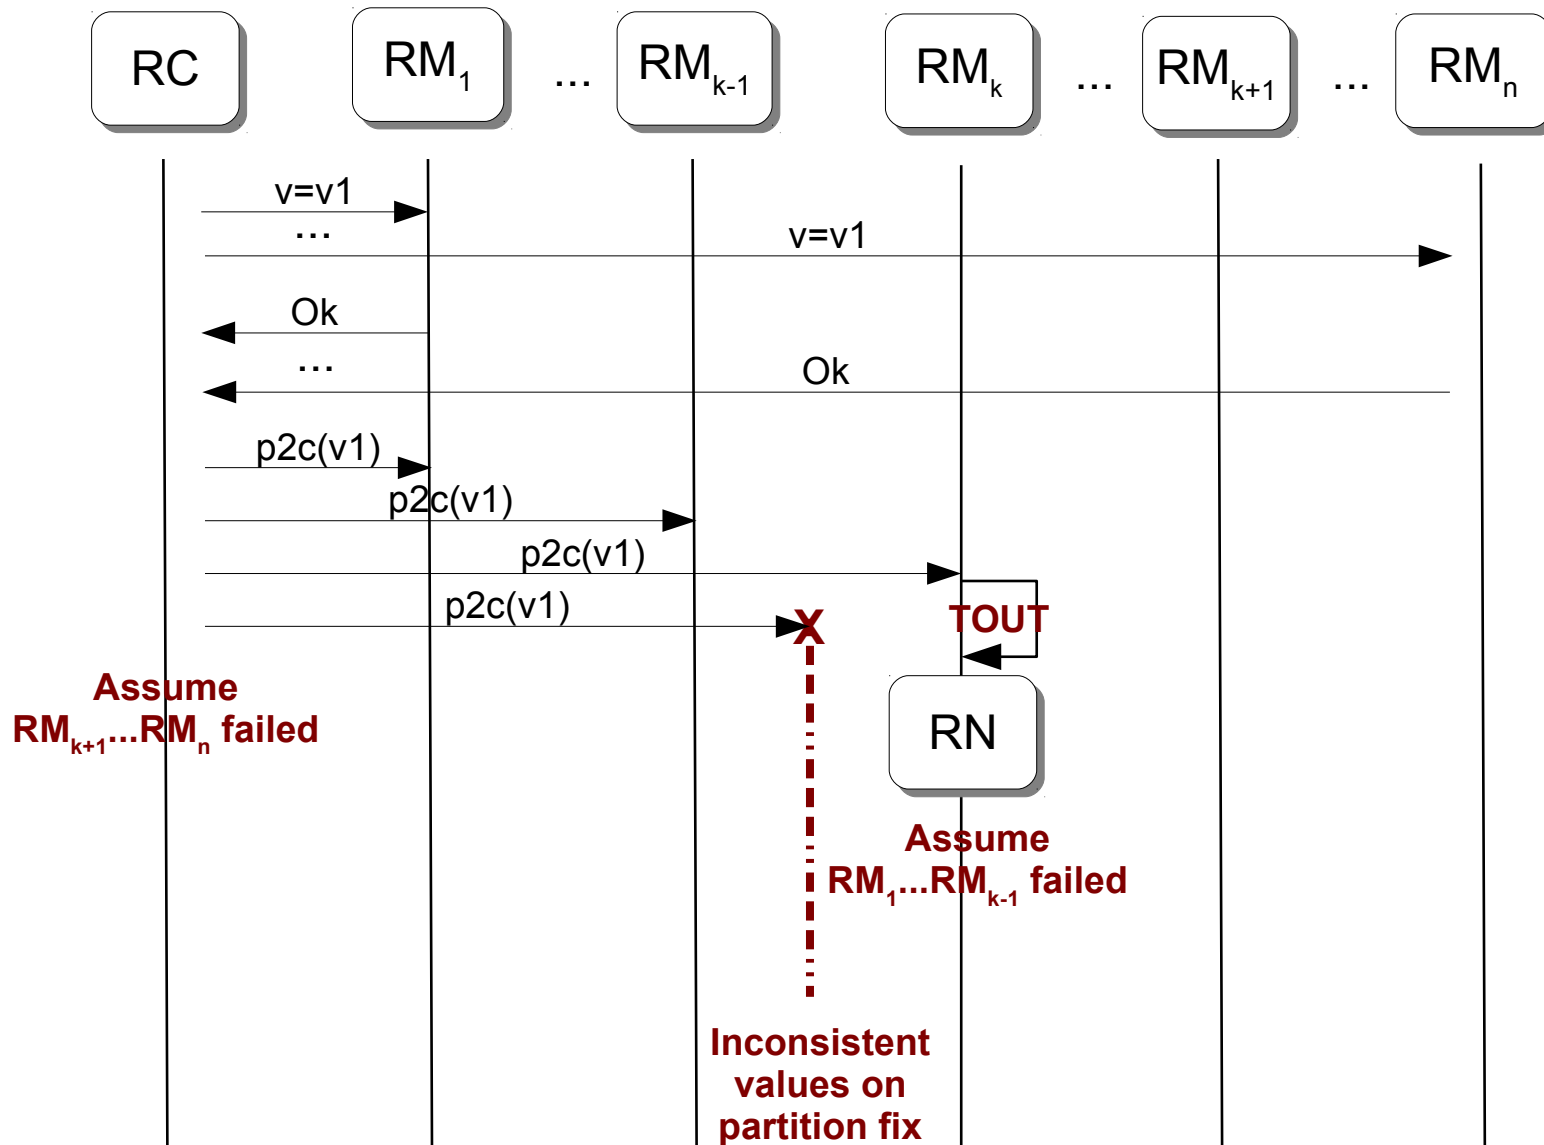 RC RM₁ ... RMₖ₋₁ RMₖ ... RMₖ₊₁ ... RMₙ
v=v1
...
v=v1
Ok
...
Ok
p2c(v1)
p2c(v1)
p2c(v1)
p2c(v1)
X
TOUT
Assume
RMₖ₊₁...RMₙ failed
RN
Assume
RM₁...RMₖ₋₁ failed
Inconsistent
values on
partition fix